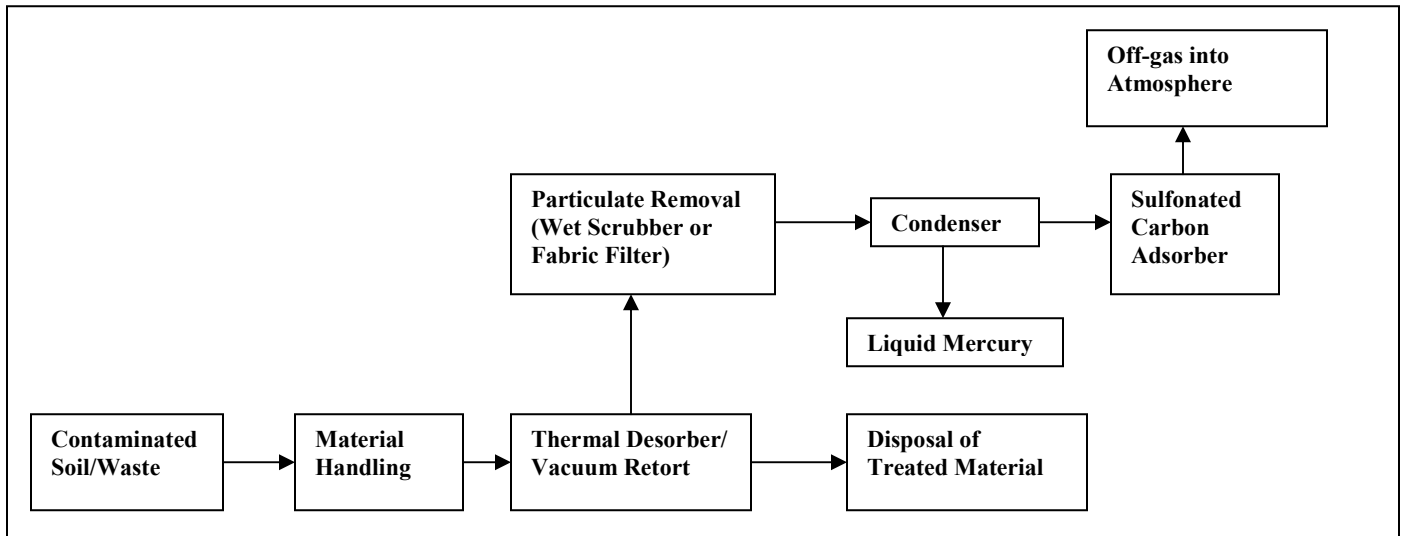 Off-gas into
Atmosphere
Particulate Removal
(Wet Scrubber or
Fabric Filter)
Condenser
Sulfonated
Carbon
Adsorber
Liquid Mercury
Contaminated
Soil/Waste
Material
Handling
Thermal Desorber/
Vacuum Retort
Disposal of
Treated Material